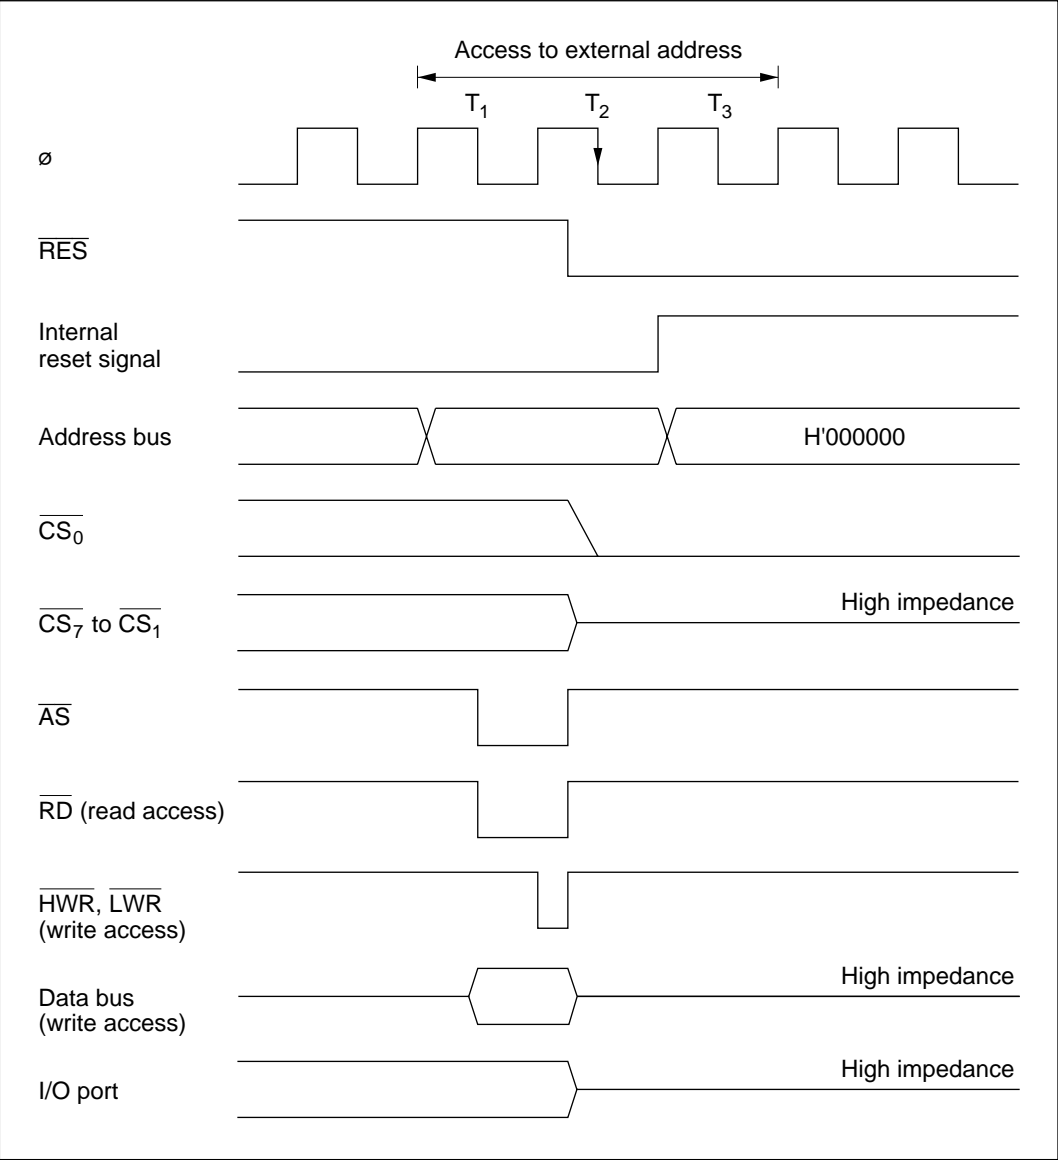 Access to external address
T1 T2 T3
ø
RES
Internal
reset signal
Address bus H'000000
CS0
CS7 to CS1 High impedance
AS
RD (read access)
HWR, LWR
(write access)
High impedance
Data bus
(write access)
I/O port High impedance